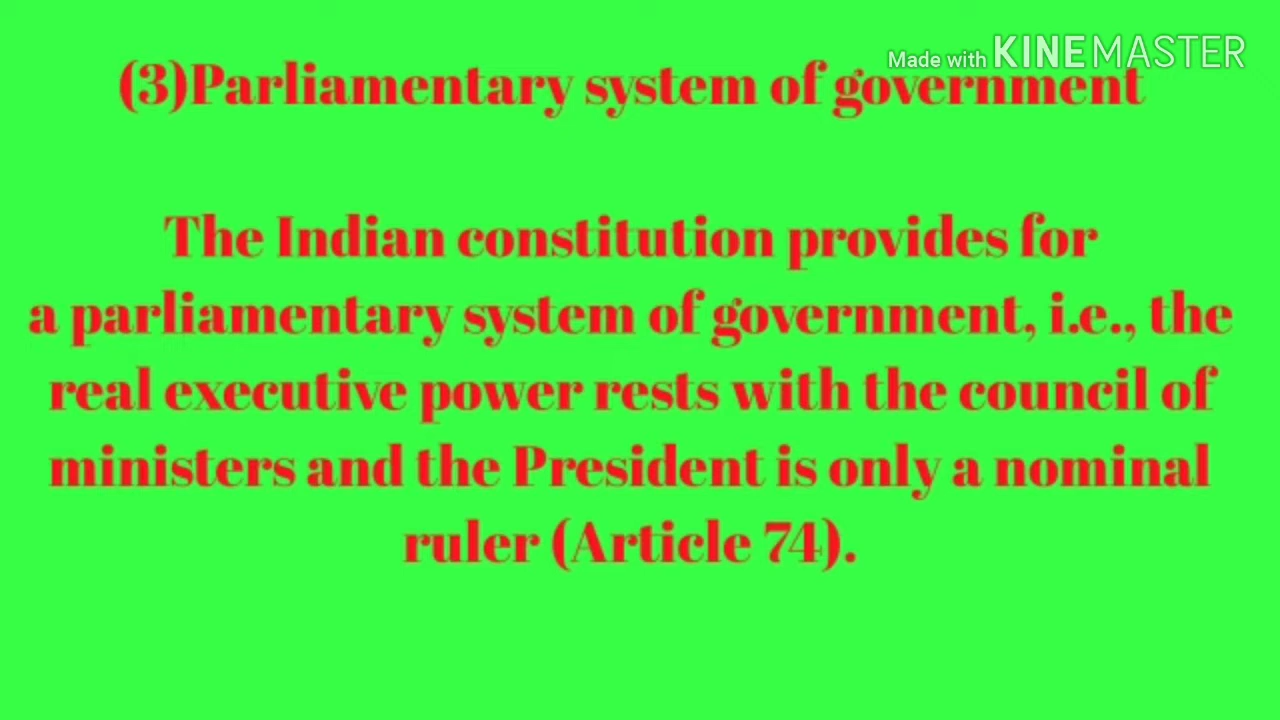 Made with KINEMASTER
(3)Parliamentary system of government
The Indian constitution provides for
a parliamentary system of government, i.e., the
real executive power rests with the council of
ministers and the President is only a nominal
ruler (Article 74).